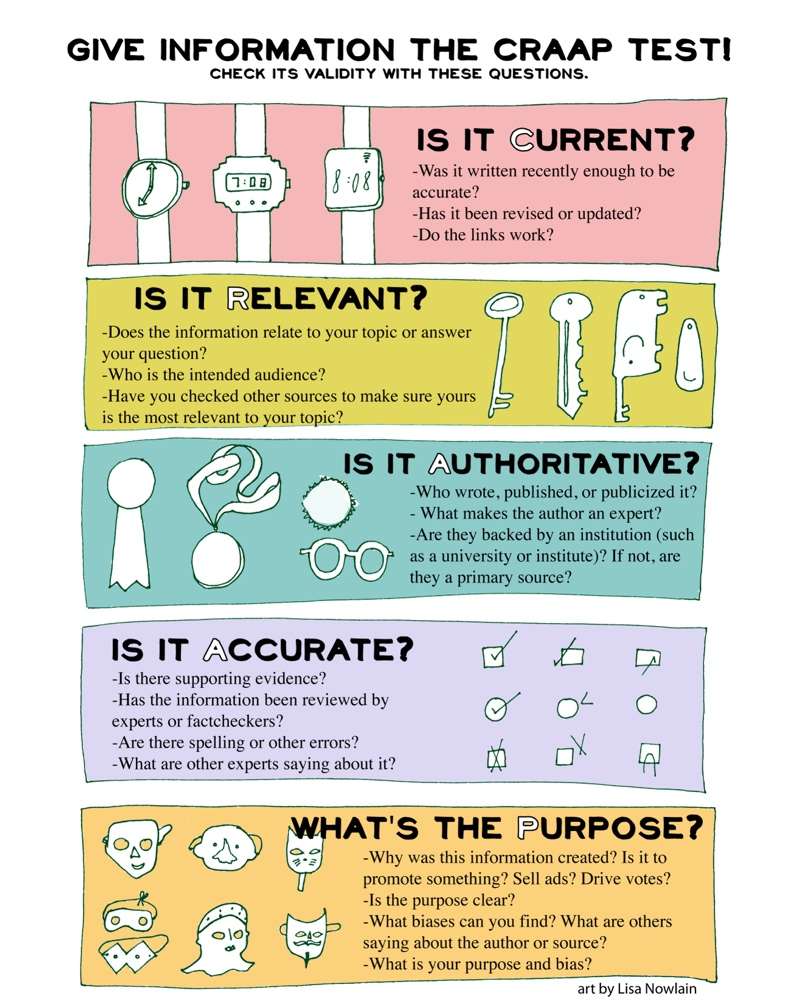 GIVE INFORMATION THE CRAAP TEST!
CHECK ITS VALIDITY WITH THESE QUESTIONS.
IS IT CURRENT?
-Was it written recently enough to be
accurate?
-Has it been revised or updated?
-Do the links work?
7:08
8:08
IS IT RELEVANT?
-Does the information relate to your topic or answer
your question?
-Who is the intended audience?
-Have you checked other sources to make sure yours
is the most relevant to your topic?
IS IT AUTHORITATIVE?
-Who wrote, published, or publicized it?
- What makes the author an expert?
-Are they backed by an institution (such
as a university or institute)? If not, are
they a primary source?
IS IT ACCURATE?
-Is there supporting evidence?
-Has the information been reviewed by
experts or factcheckers?
-Are there spelling or other errors?
-What are other experts saying about it?
WHAT'S THE PURPOSE?
-Why was this information created? Is it to
promote something? Sell ads? Drive votes?
-Is the purpose clear?
-What biases can you find? What are others
saying about the author or source?
-What is your purpose and bias?
art by Lisa Nowlain